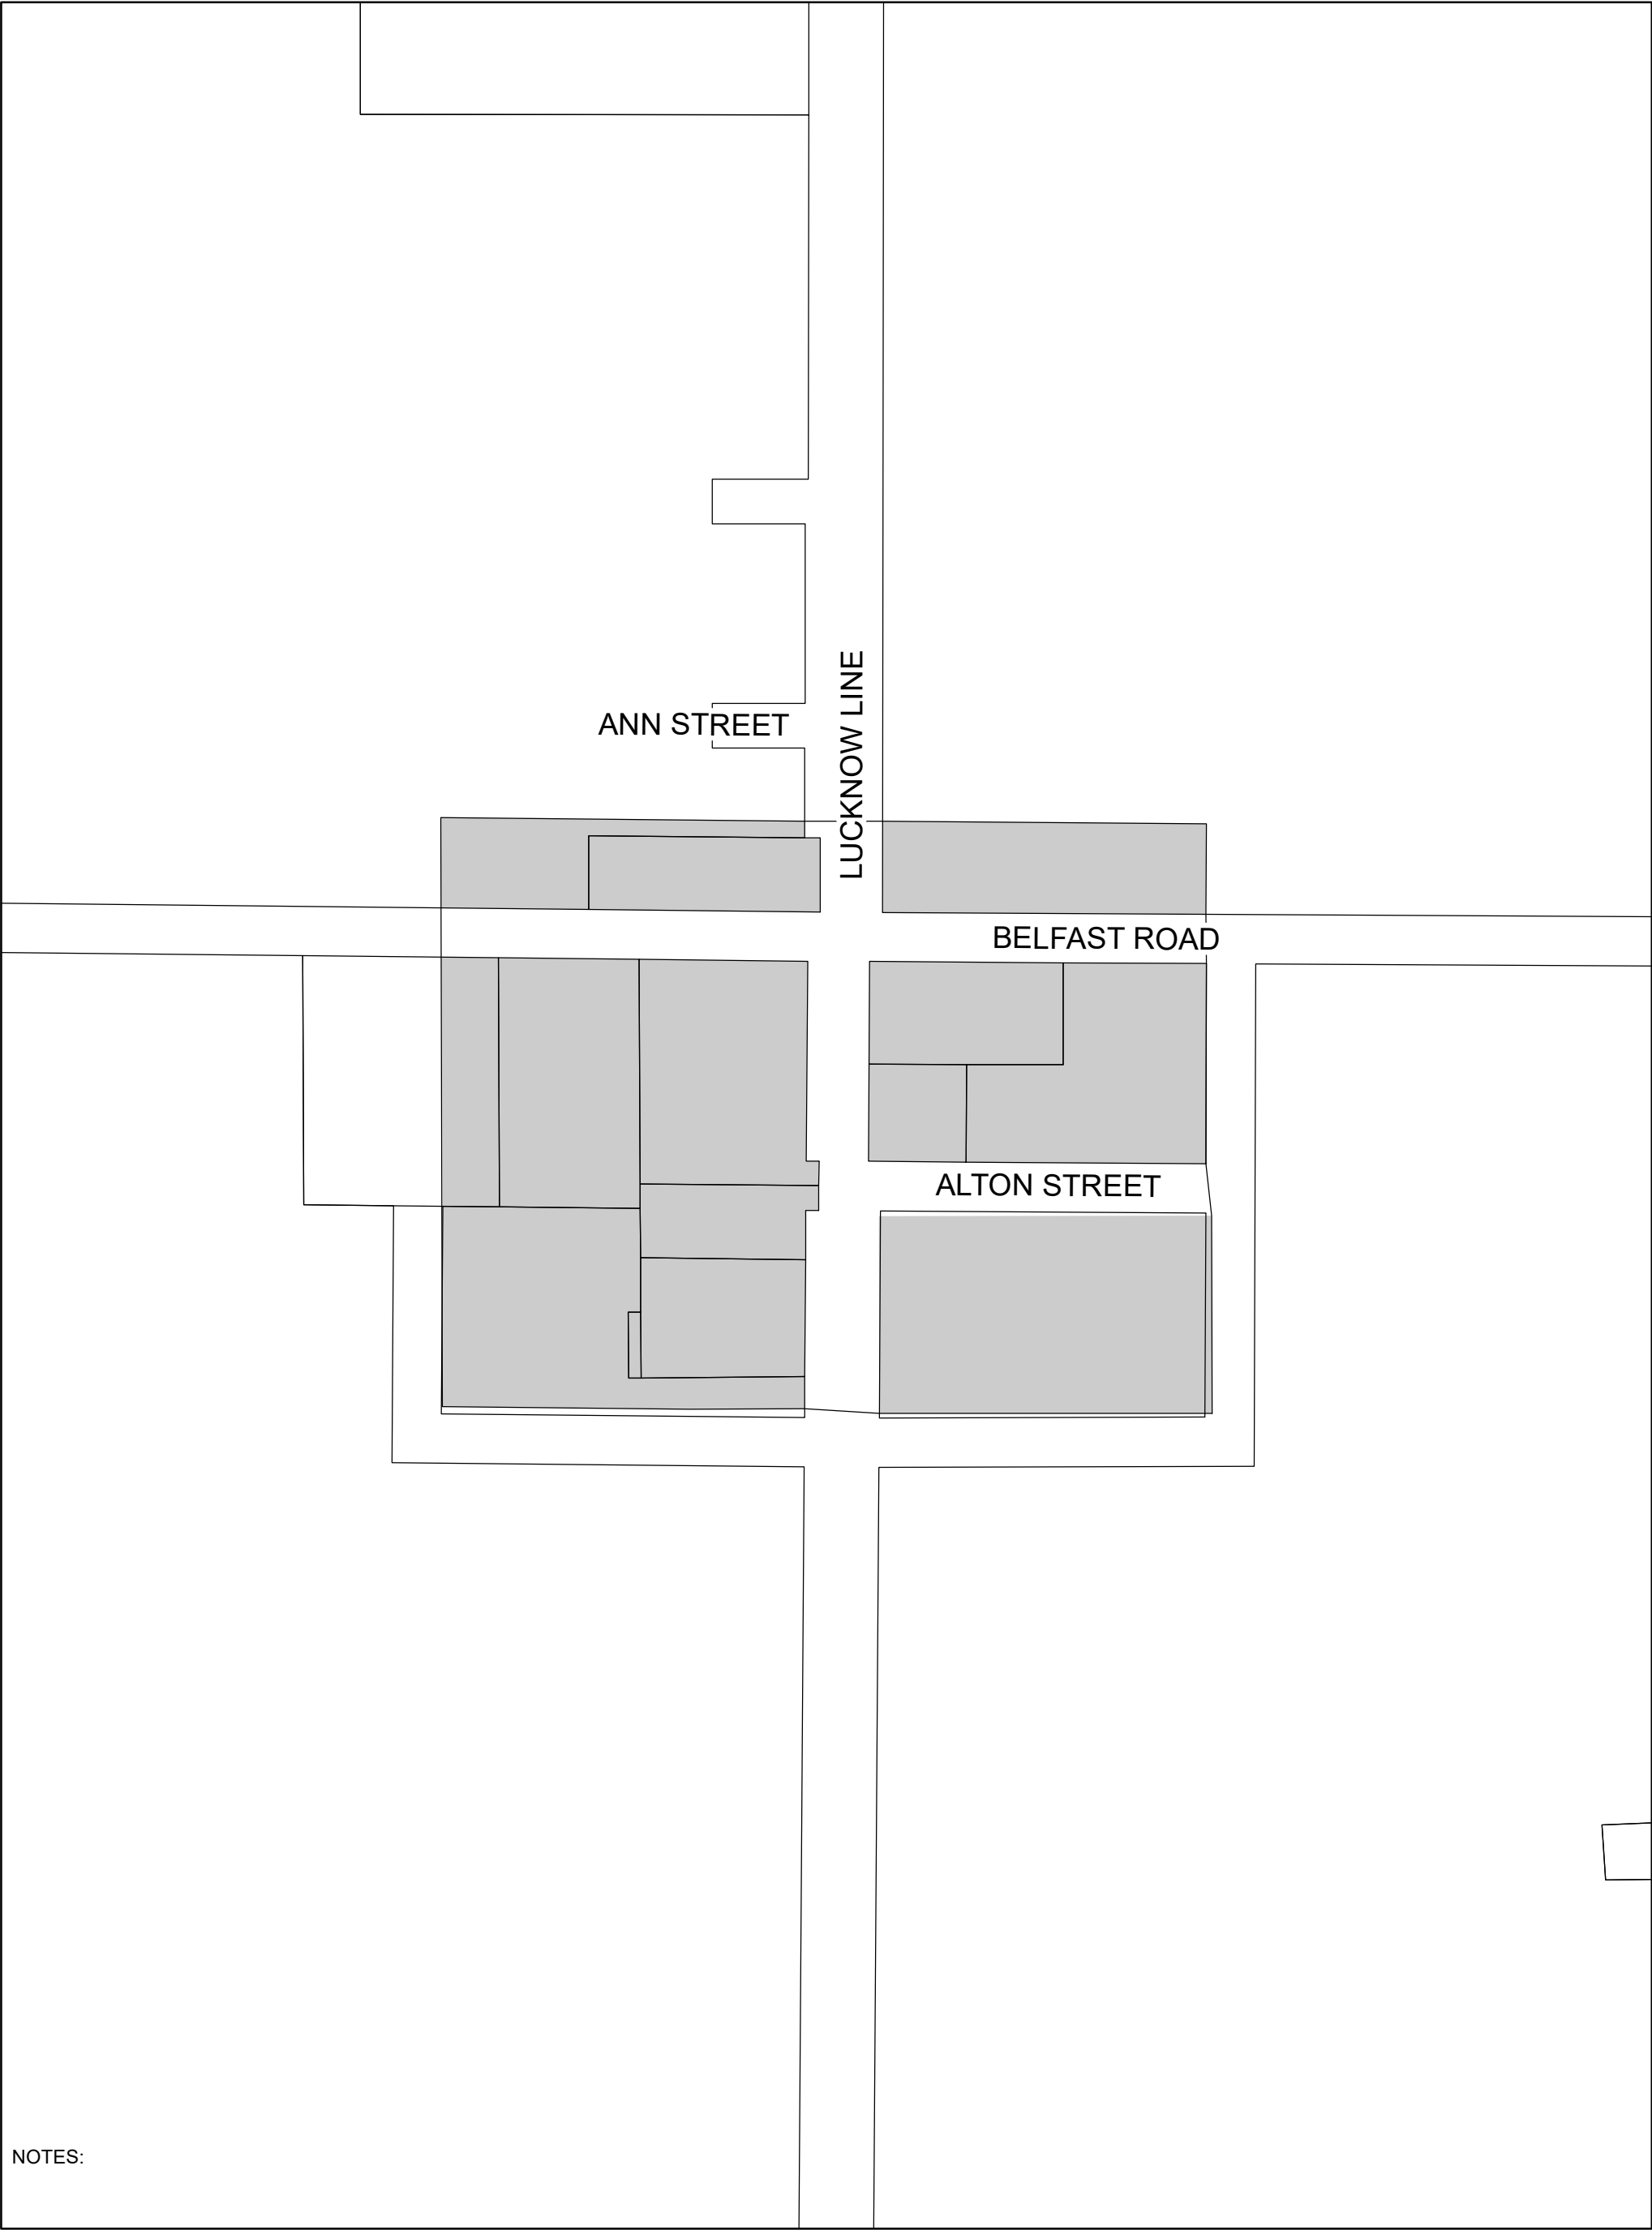 LUCKNOW LINE
ANN STREET
BELFAST ROAD
ALTON STREET
NOTES: